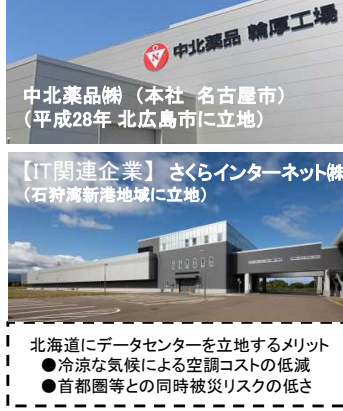 中北薬品 輪厚工場
中北薬品㈱ (本社 名古屋市)
(平成28年 北広島市に立地)
【IT関連企業】 さくらインターネット㈱
(石狩湾新港地域に立地)
北海道にデータセンターを立地するメリット
●冷涼な気候による空調コストの低減
●首都圏等との同時被災リスクの低さ